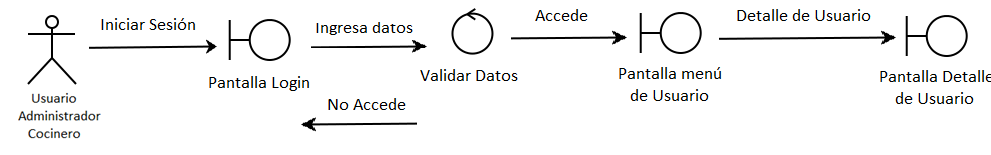 Iniciar Sesión
Ingresa datos
Accede
Detalle de Usuario
Pantalla Login
Validar Datos
Pantalla menú
de Usuario
Pantalla Detalle
de Usuario
Usuario
Administrador
Cocinero
No Accede